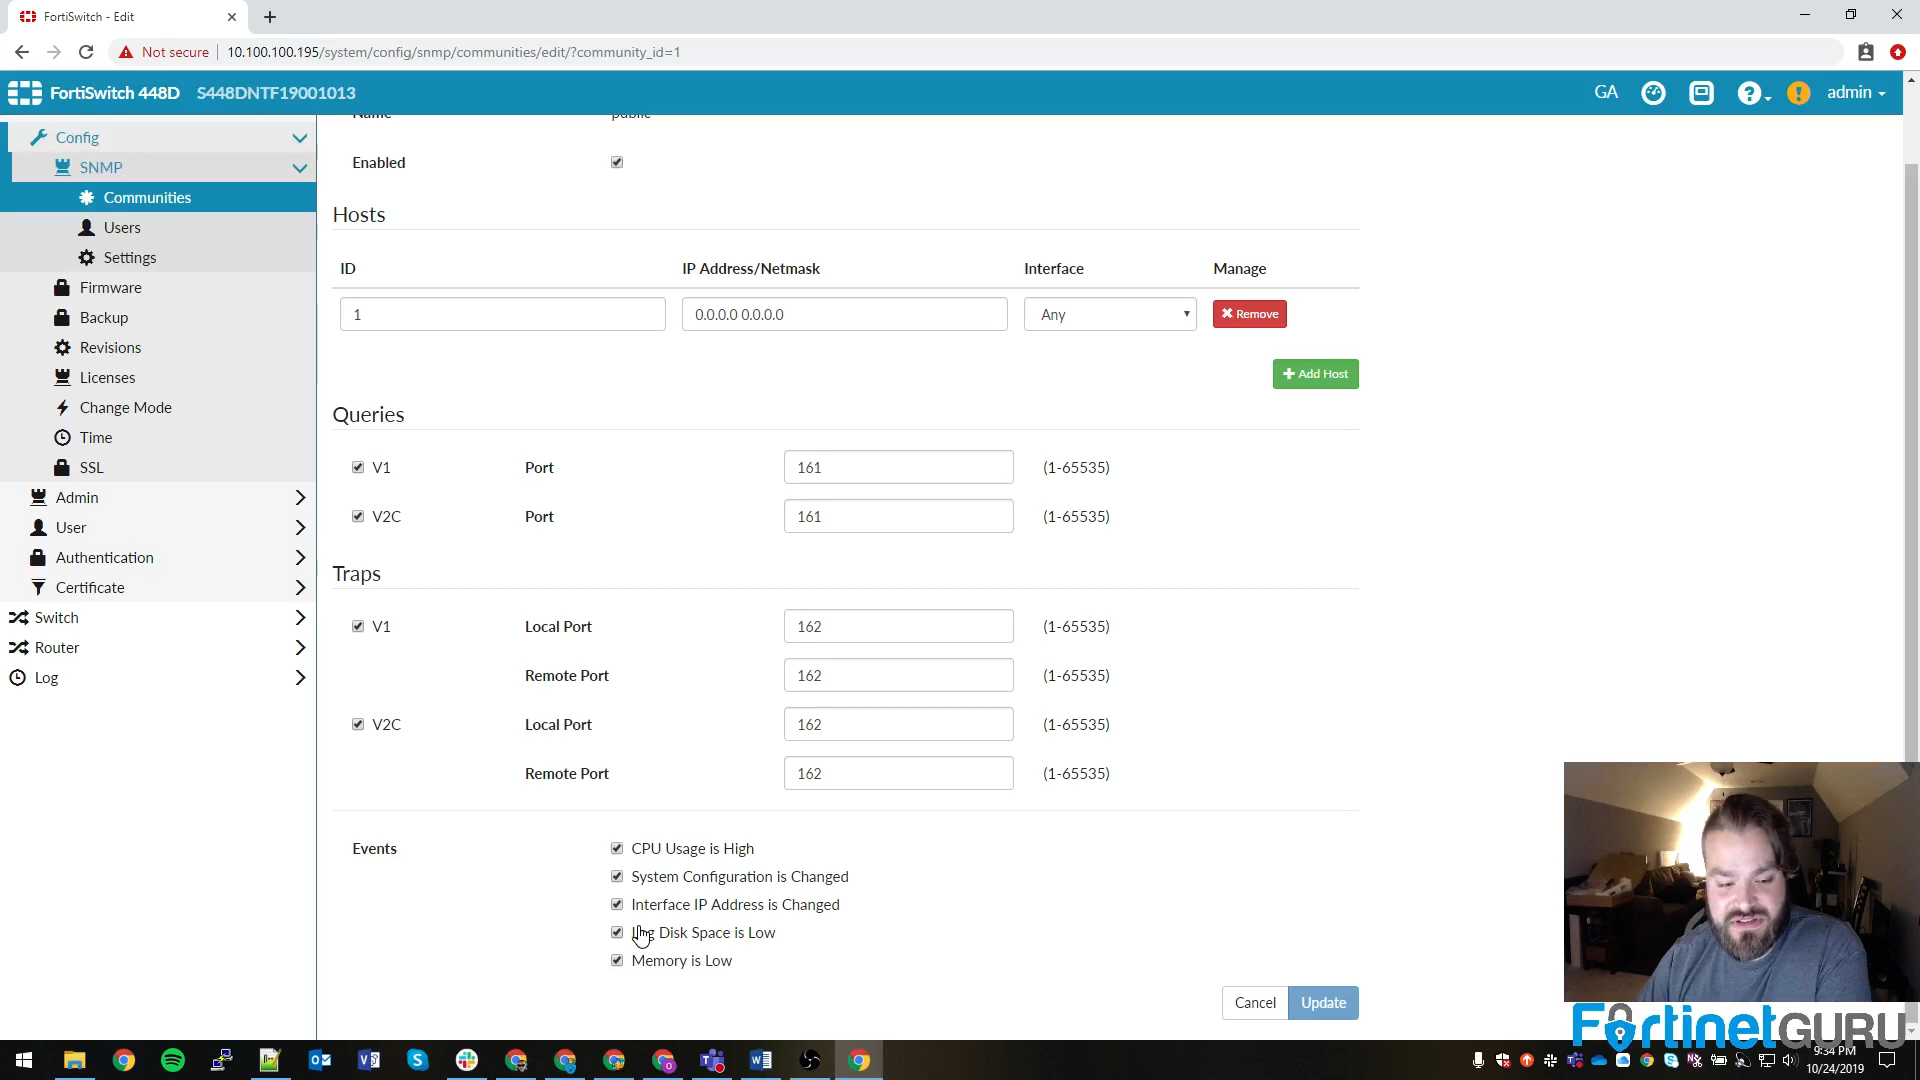 FortiSwitch - Edit
Not secure 10.100.100.195/system/config/snmp/communities/edit/?community_id=1
FortiSwitch 448D S448DNTF19001013 GA admin
Config
SNMP
Communities
Users
Settings
Firmware
Backup
Revisions
Licenses
Change Mode
Time
SSL
Admin
User
Authentication
Certificate
Switch
Router
Log
Name public
Enabled
Hosts
ID IP Address/Netmask Interface Manage
1 0.0.0.0 0.0.0.0 Any Remove
Add Host
Queries
V1 Port 161 (1-65535)
V2C Port 161 (1-65535)
Traps
V1 Local Port 162 (1-65535)
Remote Port 162 (1-65535)
V2C Local Port 162 (1-65535)
Remote Port 162 (1-65535)
Events CPU Usage is High
System Configuration is Changed
Interface IP Address is Changed
Log Disk Space is Low
Memory is Low
Cancel Update
FortinetGURU
9:34 PM
10/24/2019